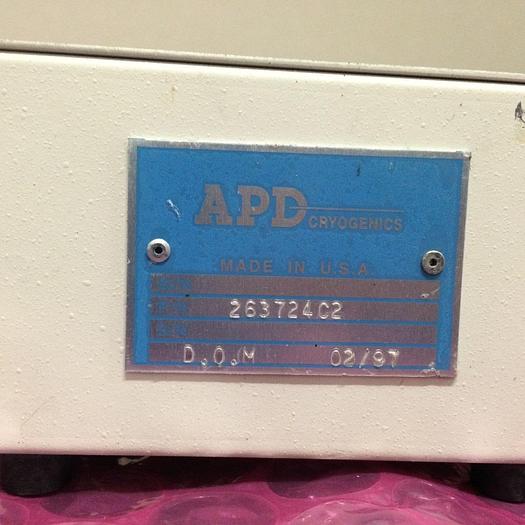 APD
CRYOGENICS
MADE IN U.S.A.
263724C2
D.O.M 02/97